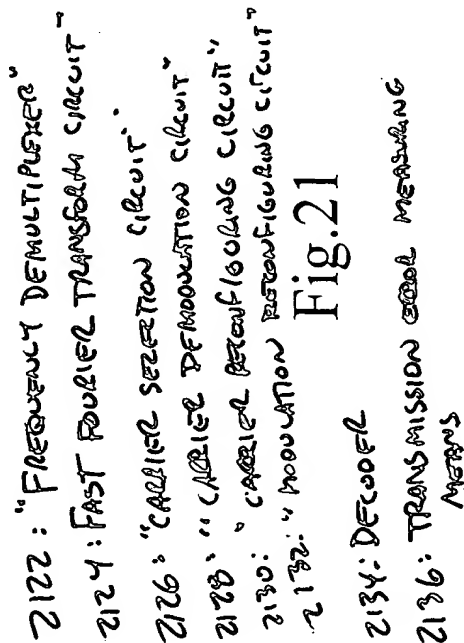 2122: "FREQUENCY DEMULTIPLEXER"
2124: FAST FOURIER TRANSFORM CIRCUIT"
2126: "CARRIER SELECTION CIRCUIT"
2128: "CARRIER DEMODULATION CIRCUIT"
2130: "CARRIER RECONFIGURING CIRCUIT"
2132: "MODULATION RECONFIGURING CIRCUIT"
Fig.21
2134: DECODER
2136: TRANSMISSION ERROR MEASURING
MEANS